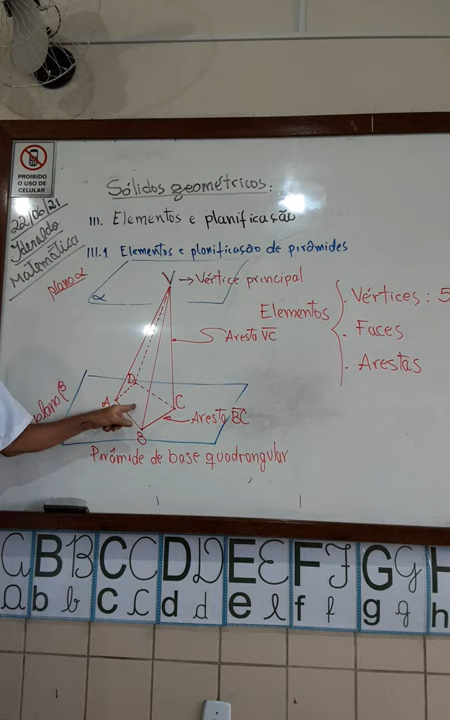 PROIBIDO
O USO DE
CELULAR
22/06/21
Matemática
Sólidos geométricos:
III. Elementos e planificação
III.1 Elementos e planificação de pirâmides
plano α
α
V → Vértice principal
Elementos
. Vértices: 5
. Faces
. Arestas
Aresta VC
plano β
D
A
C
B
Aresta BC
Pirâmide de base quadrangular
A B B C C D D E E F F G G H
a b b c c d d e e f f g g h